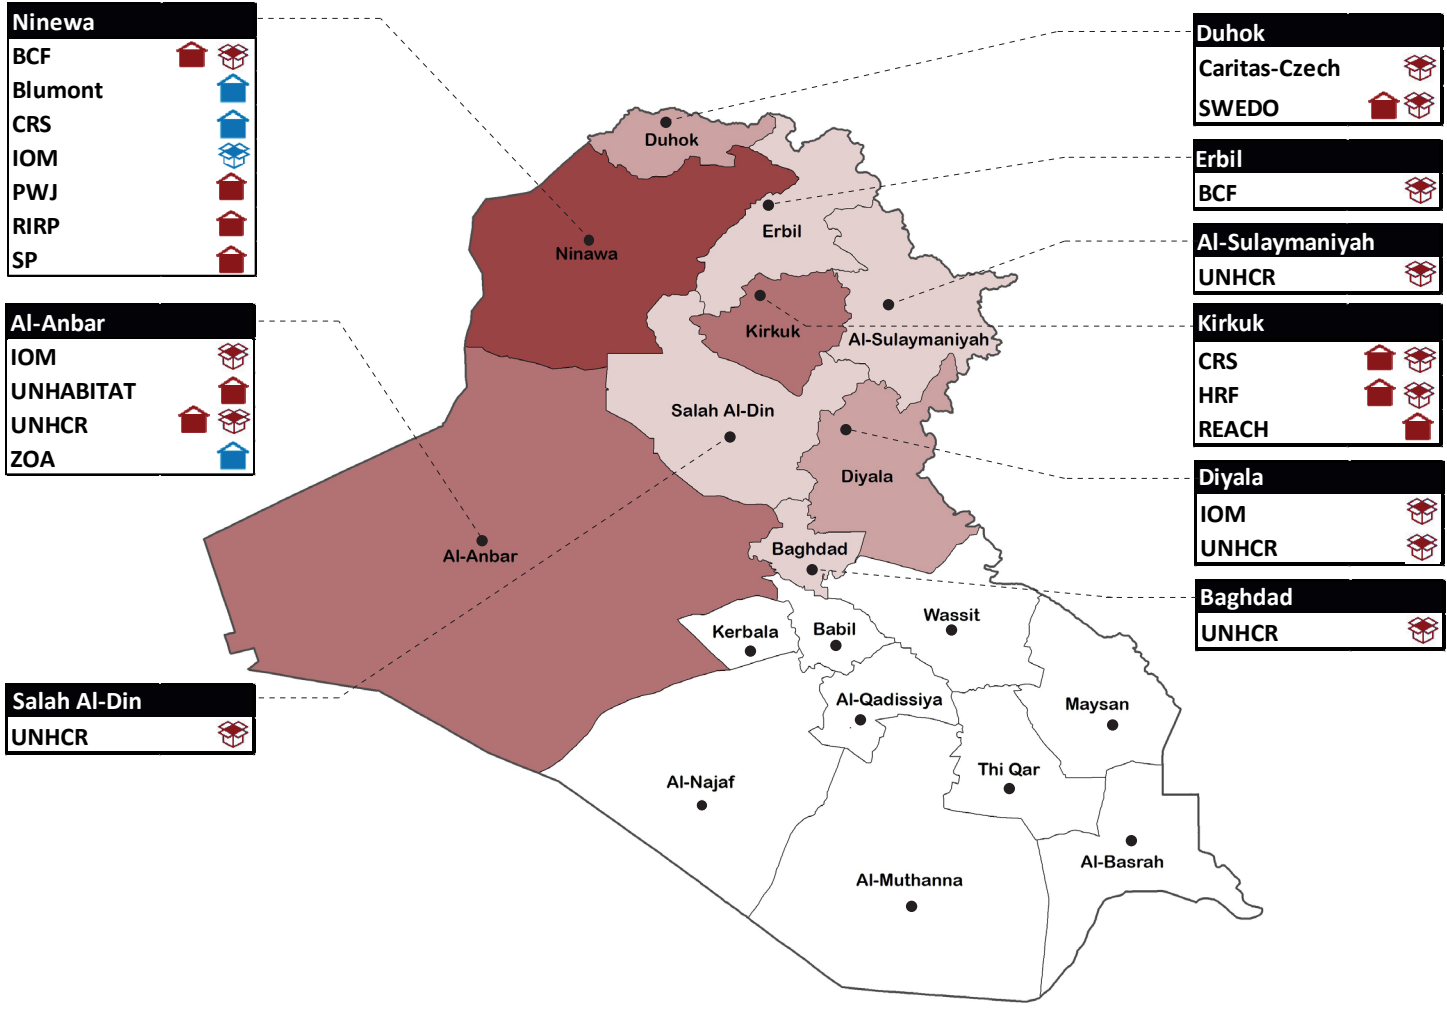 Ninewa
BCF
Blumont
CRS
IOM
PWJ
RIRP
SP
Al-Anbar
IOM
UNHABITAT
UNHCR
ZOA
Salah Al-Din
UNHCR
Duhok
Ninawa
Erbil
Kirkuk
Al-Sulaymaniyah
Salah Al-Din
Diyala
Al-Anbar
Baghdad
Kerbala
Babil
Wassit
Al-Qadissiya
Maysan
Al-Najaf
Thi Qar
Al-Muthanna
Al-Basrah
Duhok
Caritas-Czech
SWEDO
Erbil
BCF
Al-Sulaymaniyah
UNHCR
Kirkuk
CRS
HRF
REACH
Diyala
IOM
UNHCR
Baghdad
UNHCR